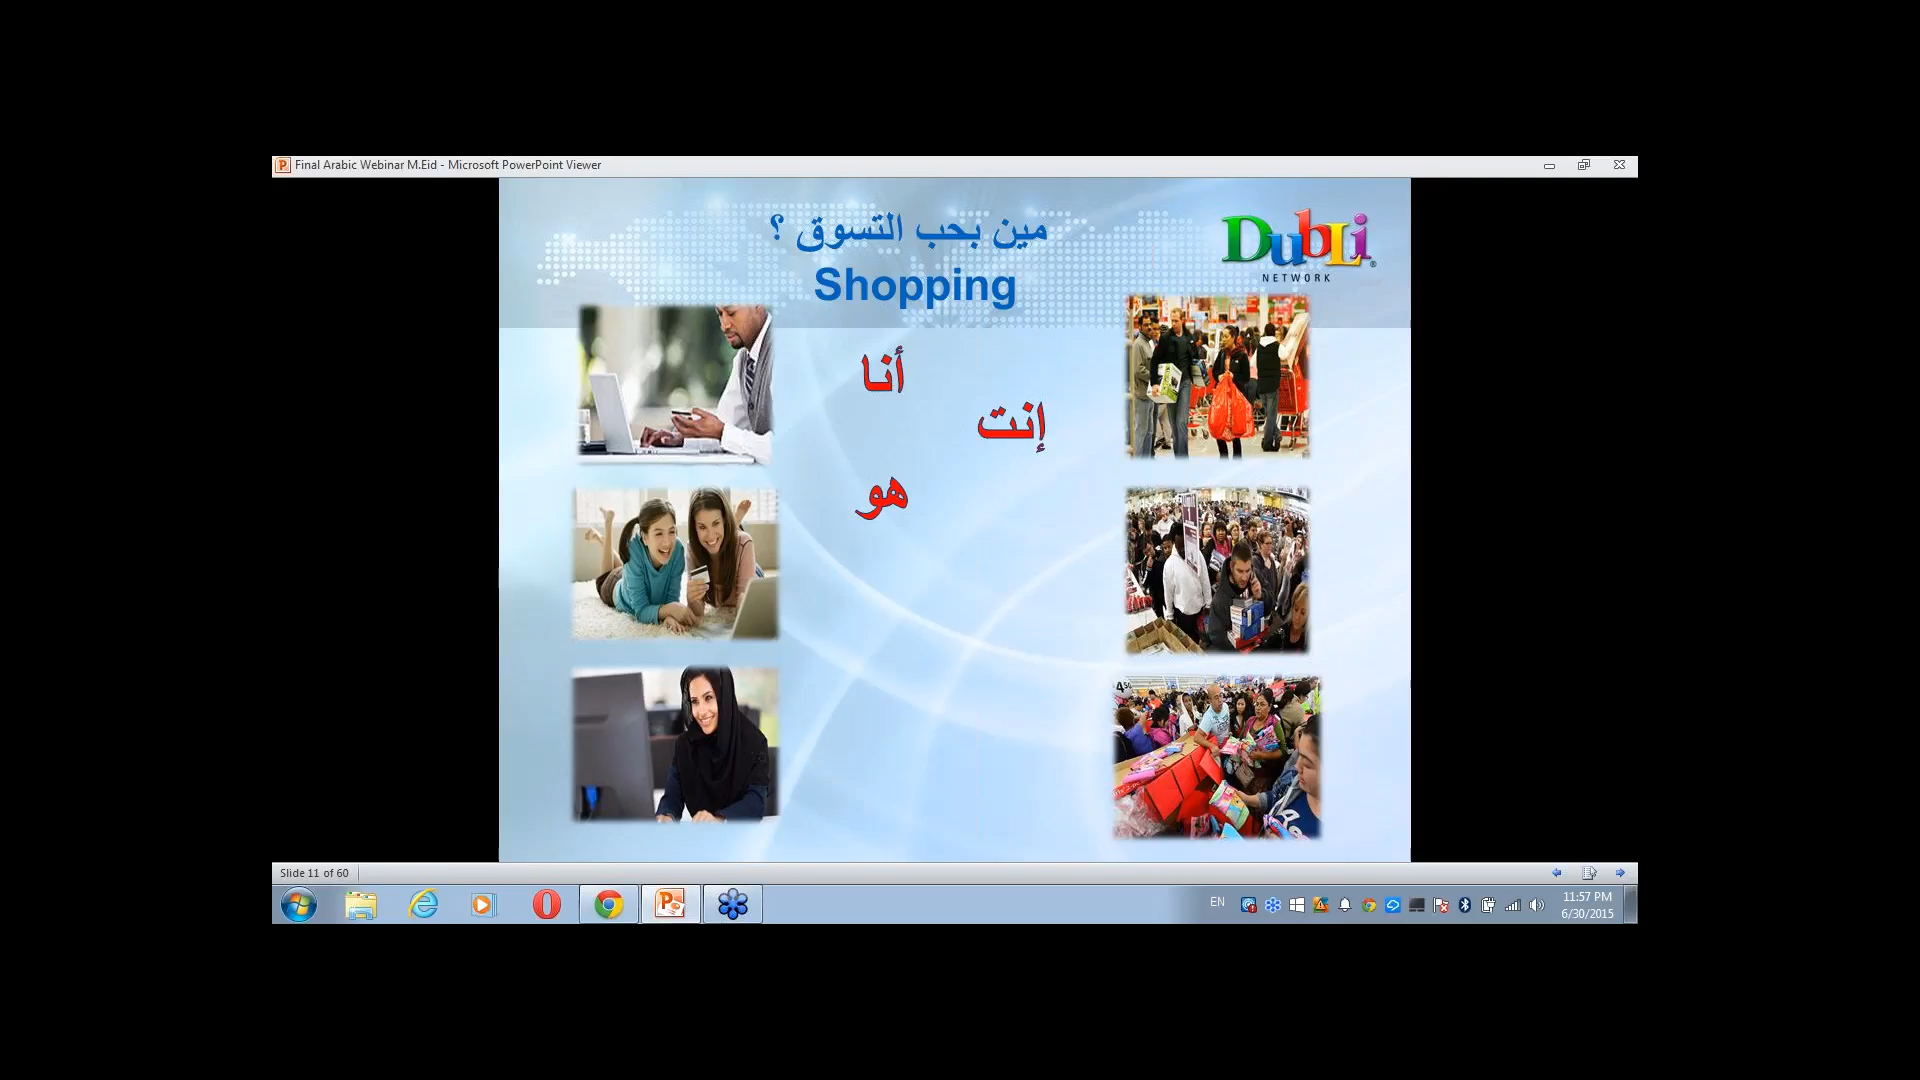 Final Arabic Webinar M.Eid - Microsoft PowerPoint Viewer
مين بحب التسوق ؟
Shopping
DubLi®
NETWORK
أنا
إنت
هو
Slide 11 of 60
EN
11:57 PM
6/30/2015